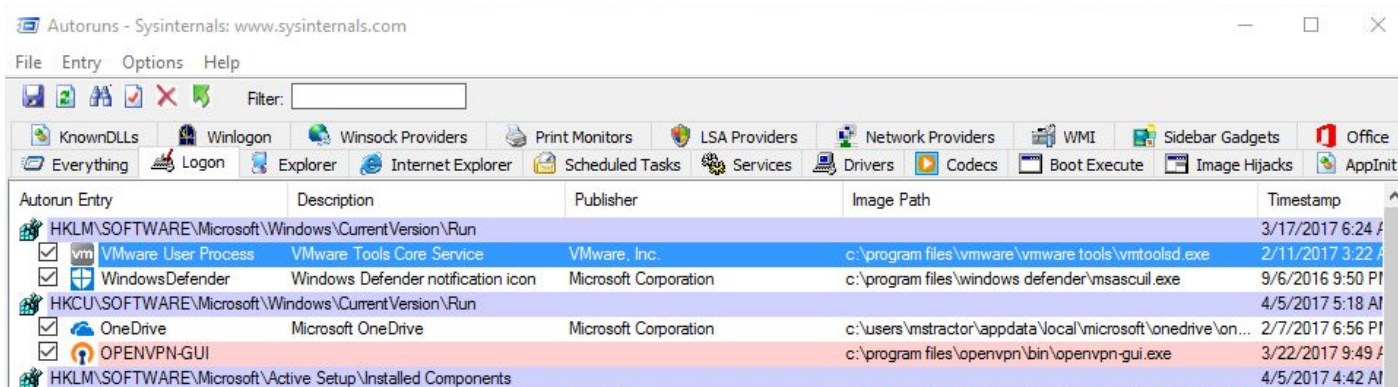 Autoruns - Sysinternals: www.sysinternals.com
File Entry Options Help
Filter:
KnownDLLs Winlogon Winsock Providers Print Monitors LSA Providers Network Providers WMI Sidebar Gadgets Office
Everything Logon Explorer Internet Explorer Scheduled Tasks Services Drivers Codecs Boot Execute Image Hijacks AppInit
Autorun Entry Description Publisher Image Path Timestamp
HKLM\SOFTWARE\Microsoft\Windows\CurrentVersion\Run 3/17/2017 6:24
vm VMware User Process VMware Tools Core Service VMware, Inc. c:\program files\vmware\vmware tools\vmtoolsd.exe 2/11/2017 3:22
WindowsDefender Windows Defender notification icon Microsoft Corporation c:\program files\windows defender\msascuil.exe 9/6/2016 9:50
HKCU\SOFTWARE\Microsoft\Windows\CurrentVersion\Run 4/5/2017 5:18
OneDrive Microsoft OneDrive Microsoft Corporation c:\users\mstractor\appdata\local\microsoft\onedrive\on... 2/7/2017 6:56
OPENVPN-GUI c:\program files\openvpn\bin\openvpn-gui.exe 3/22/2017 9:49
HKLM\SOFTWARE\Microsoft\Active Setup\Installed Components 4/5/2017 4:42